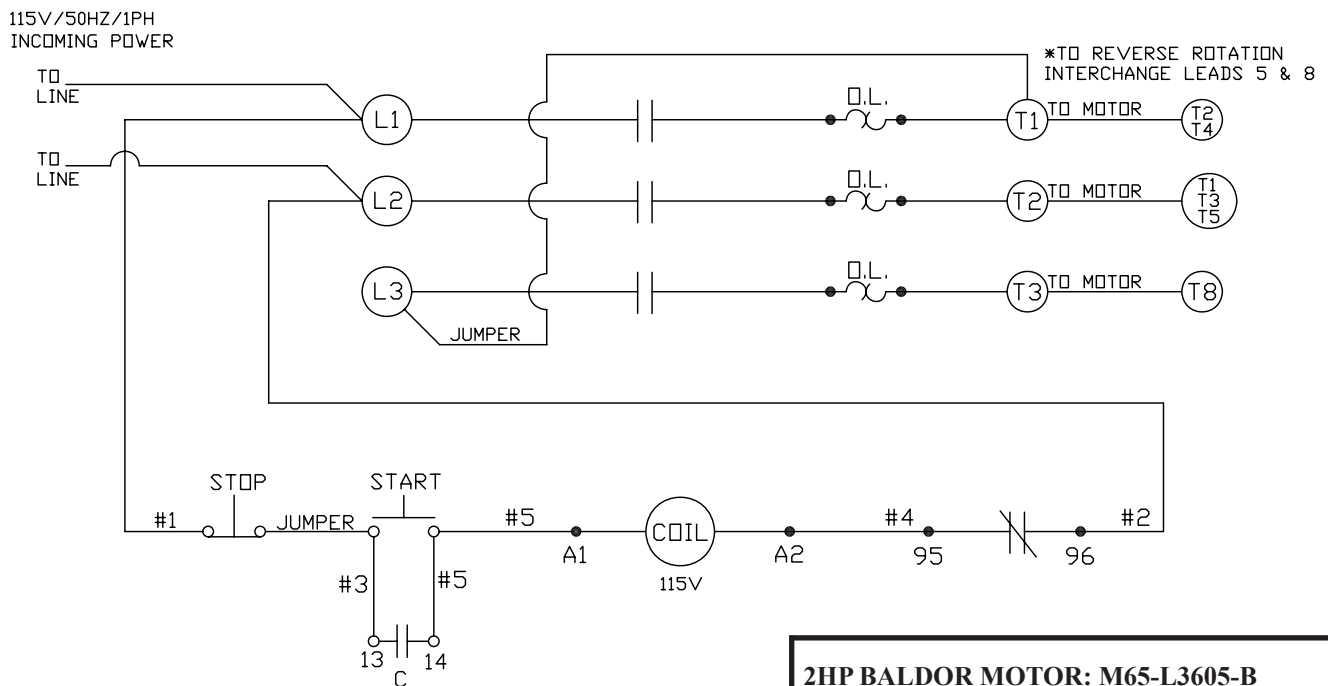 115V/50HZ/1PH
INCOMING POWER
*TO REVERSE ROTATION
INTERCHANGE LEADS 5 & 8
TO
LINE
L1
O.L.
T1
TO MOTOR
T2
T4
TO
LINE
L2
O.L.
T2
TO MOTOR
T1
T3
T5
L3
O.L.
T3
TO MOTOR
T8
JUMPER
STOP
START
#1
JUMPER
#5
A1
COIL
115V
A2
#4
95
96
#2
#3
#5
13
14
C
2HP BALDOR MOTOR: M65-L3605-B